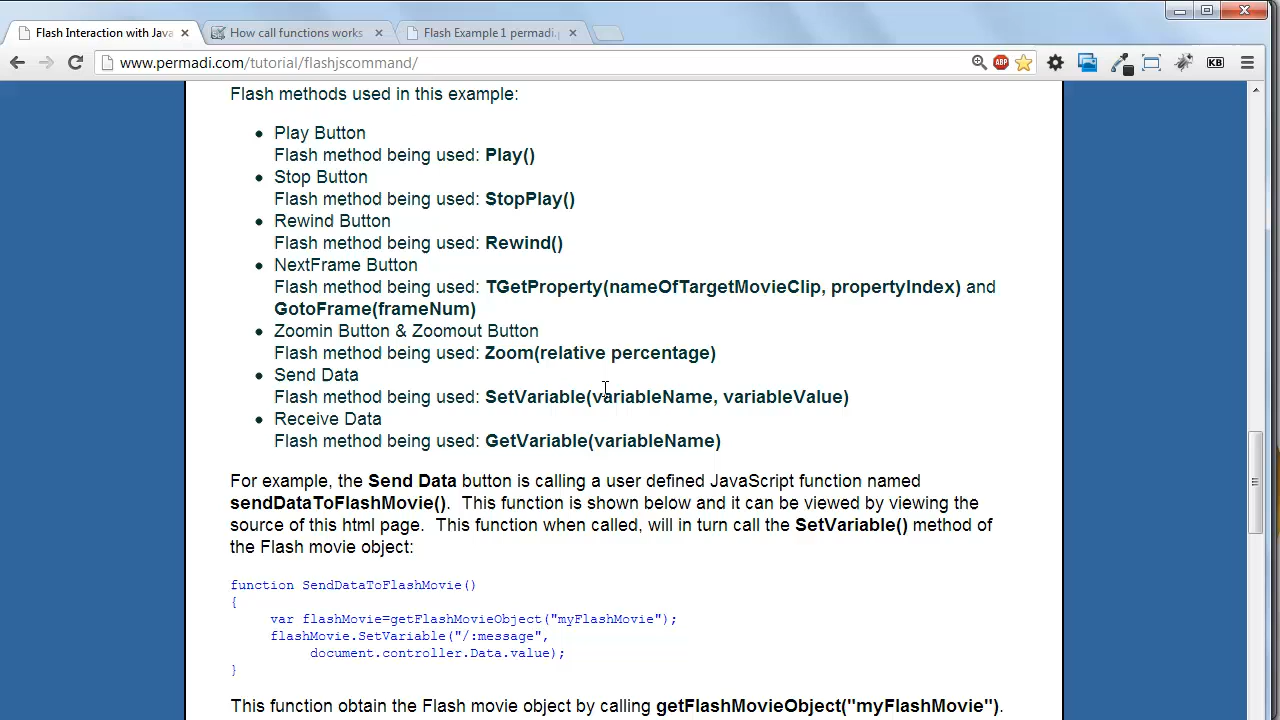 Flash Interaction with Java
How call functions works
Flash Example 1 permadi.
www.permadi.com/tutorial/flashjscommand/
ABP
KB
Flash methods used in this example:
Play Button
Flash method being used: Play()
Stop Button
Flash method being used: StopPlay()
Rewind Button
Flash method being used: Rewind()
NextFrame Button
Flash method being used: TGetProperty(nameOfTargetMovieClip, propertyIndex) and
GotoFrame(frameNum)
Zoomin Button & Zoomout Button
Flash method being used: Zoom(relative percentage)
Send Data
Flash method being used: SetVariable(variableName, variableValue)
Receive Data
Flash method being used: GetVariable(variableName)
For example, the Send Data button is calling a user defined JavaScript function named
sendDataToFlashMovie(). This function is shown below and it can be viewed by viewing the
source of this html page. This function when called, will in turn call the SetVariable() method of
the Flash movie object:
function SendDataToFlashMovie()
{
var flashMovie=getFlashMovieObject("myFlashMovie");
flashMovie.SetVariable("/:message",
document.controller.Data.value);
}
This function obtain the Flash movie object by calling getFlashMovieObject("myFlashMovie").